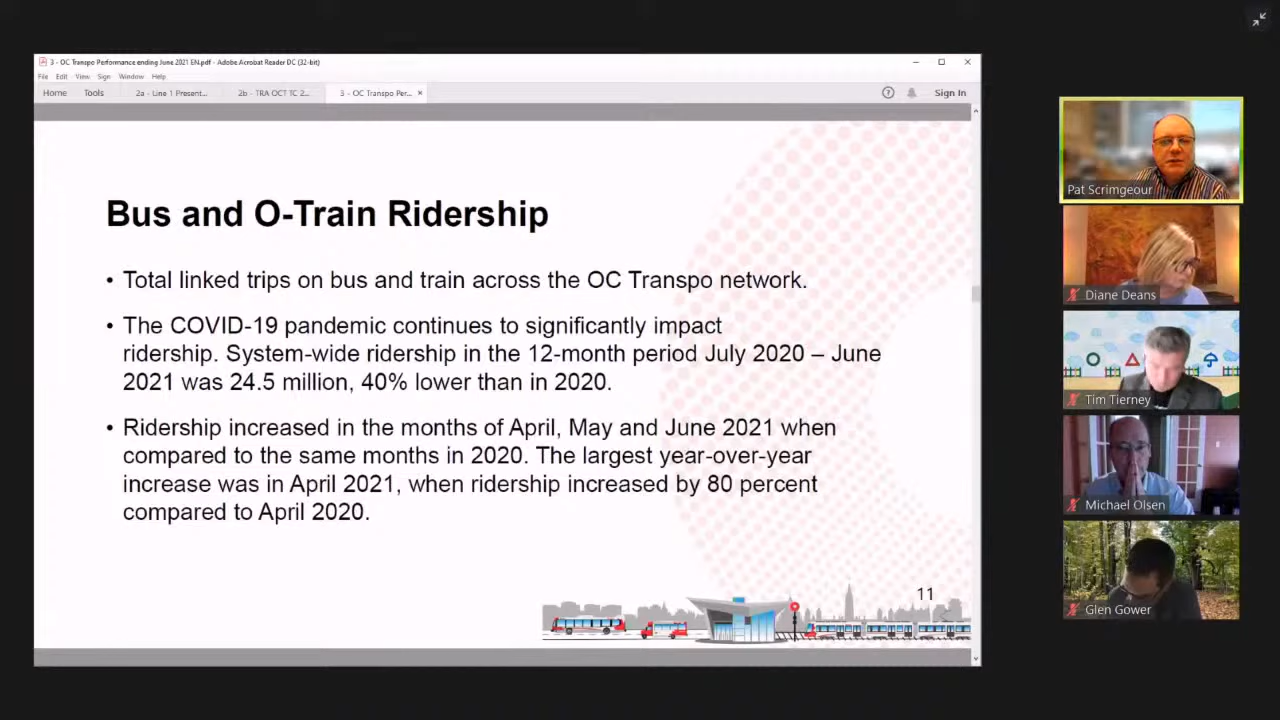 3 - OC Transpo Performance ending June 2021 EN.pdf - Adobe Acrobat Reader DC (32-bit)
File Edit View Sign Window Help
Home Tools 2a - Line 1 Present... 2b - TRA OCT TC 2... 3 - OC Transpo Per... × Sign In
Bus and O-Train Ridership
• Total linked trips on bus and train across the OC Transpo network.
• The COVID-19 pandemic continues to significantly impact
ridership. System-wide ridership in the 12-month period July 2020 – June
2021 was 24.5 million, 40% lower than in 2020.
• Ridership increased in the months of April, May and June 2021 when
compared to the same months in 2020. The largest year-over-year
increase was in April 2021, when ridership increased by 80 percent
compared to April 2020.
11
Pat Scrimgeour
Diane Deans
Tim Tierney
Michael Olsen
Glen Gower